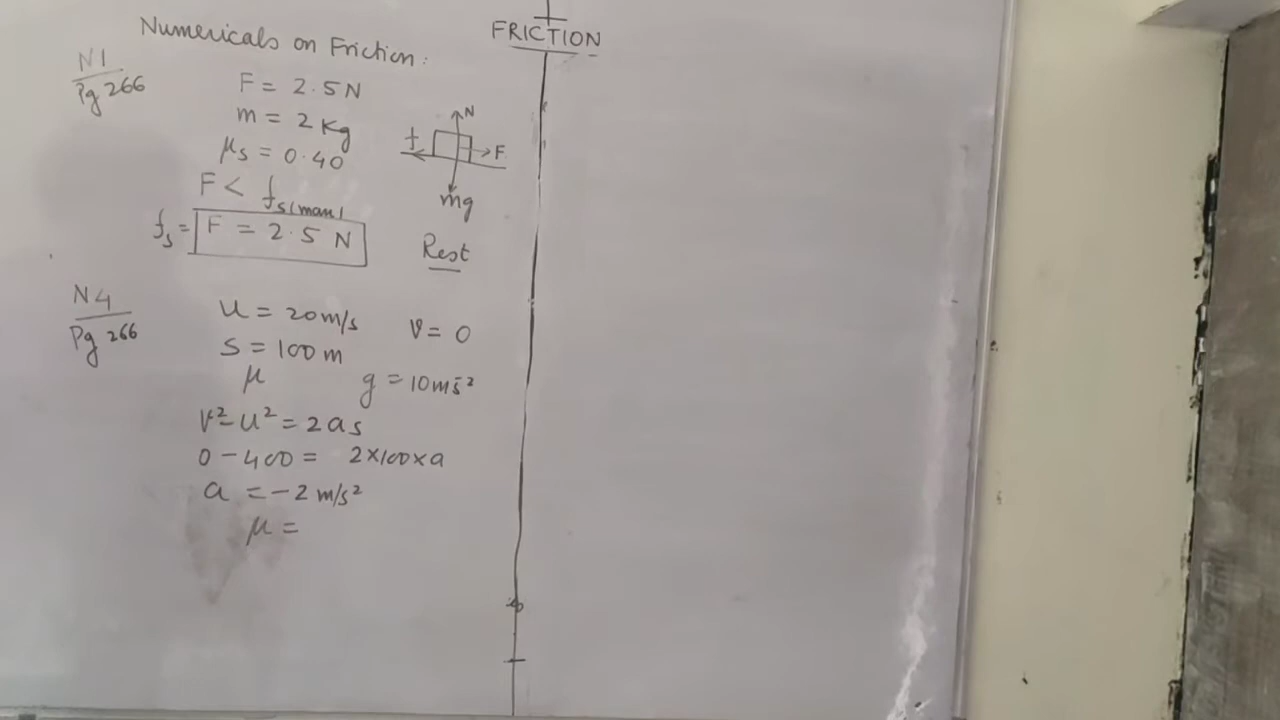 Numericals on Friction:
FRICTION
N1
Pg 266
F = 2.5 N
m = 2 Kg
μs = 0.40
F < fs(max)
fs = F = 2.5 N
N
f
F
mg
Rest
N4
Pg 266
u = 20 m/s
v = 0
s = 100 m
μ
g = 10 ms⁻²
v² - u² = 2as
0 - 400 = 2×100×a
a = -2 m/s²
μ =